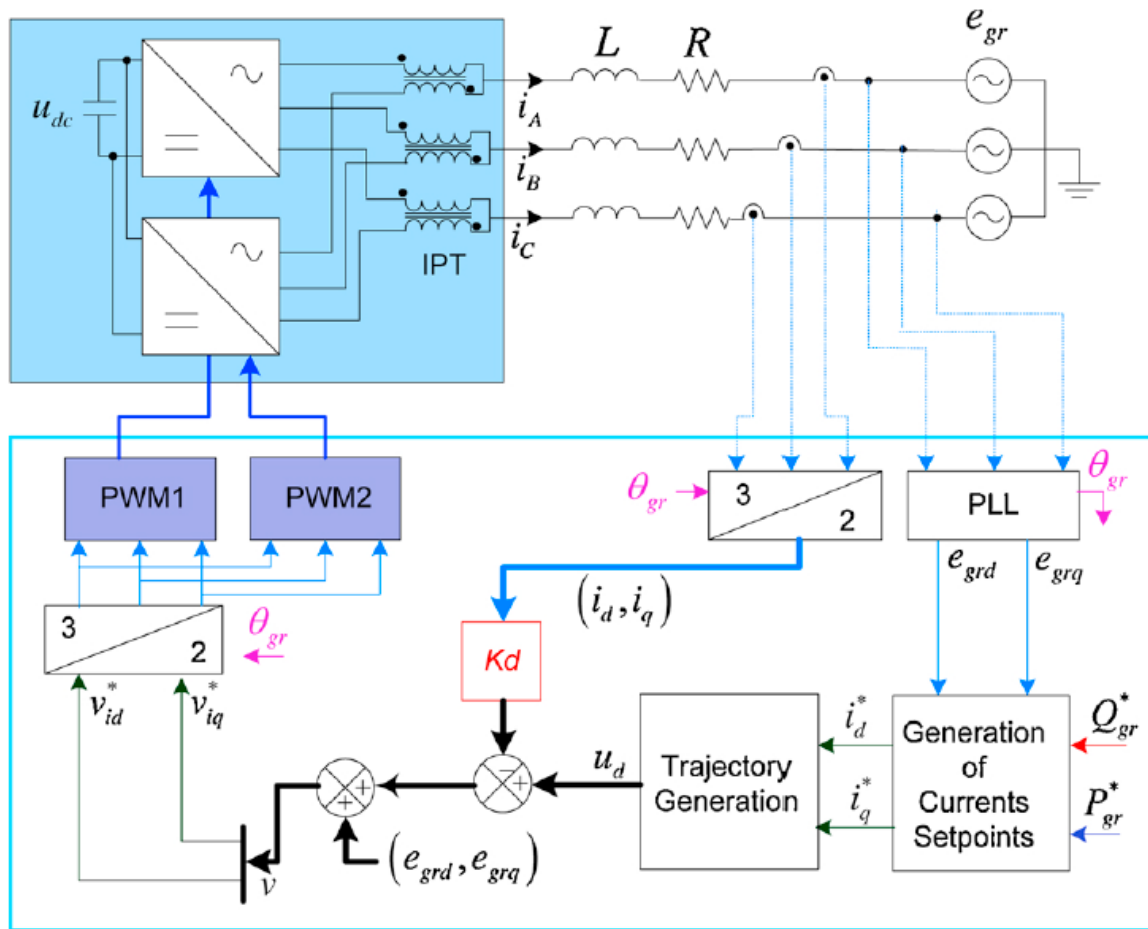 e_gr
L R
u_dc
i_A
i_B
i_C
IPT
PWM1 PWM2
θ_gr
3
2
PLL
θ_gr
e_grd e_grq
(i_d, i_q)
3
2
θ_gr
Kd
v*_id v*_iq
i*_d
u_d
i*_q
Trajectory
Generation
Generation
of
Currents
Setpoints
Q*_gr
P*_gr
−
+
+
+
(e_grd, e_grq)
v